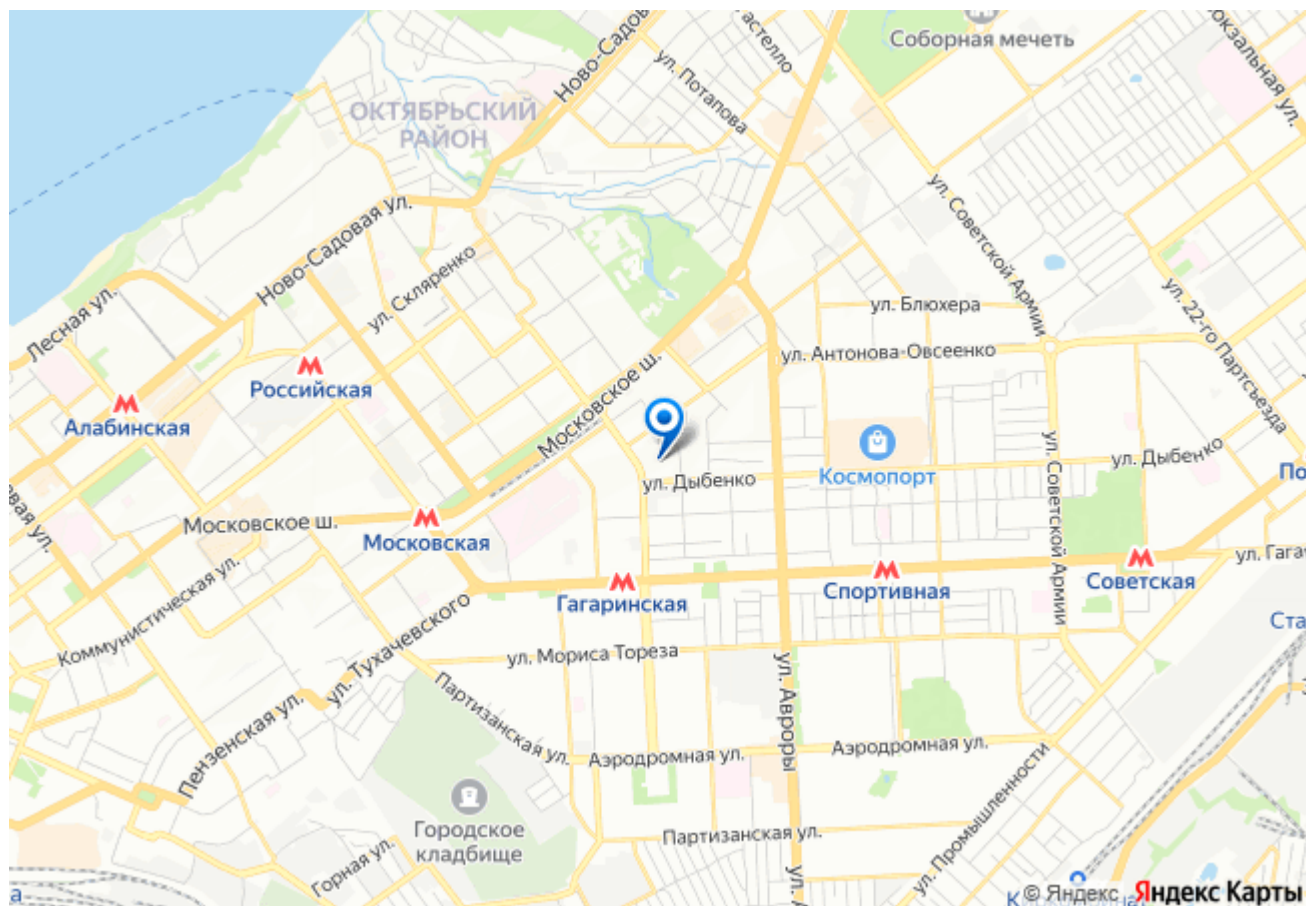 Соборная мечеть
Ново-Садовая
ул. Потапова
ОКТЯБРЬСКИЙ
РАЙОН
ул. Советской Армии
Ново-Садовая ул.
Лесная ул.
ул. Скляренко
ул. Блюхера
ул. 22-го Партсъезда
ул. Антонова-Овсеенко
Российская
Московское ш.
Алабинская
ул. Дыбенко
Космопорт
ул. Дыбенко
ул. Советской Армии
Московское ш.
Московская
Гагаринская
Спортивная
Советская
Коммунистическая ул.
ул. Тухачевского
ул. Мориса Тореза
Пензенская ул.
Партизанская ул.
ул. Авроры
Аэродромная ул.
Аэродромная ул.
Городское
кладбище
Партизанская ул.
Горная ул.
ул. Промышленности
© Яндекс Яндекс Карты